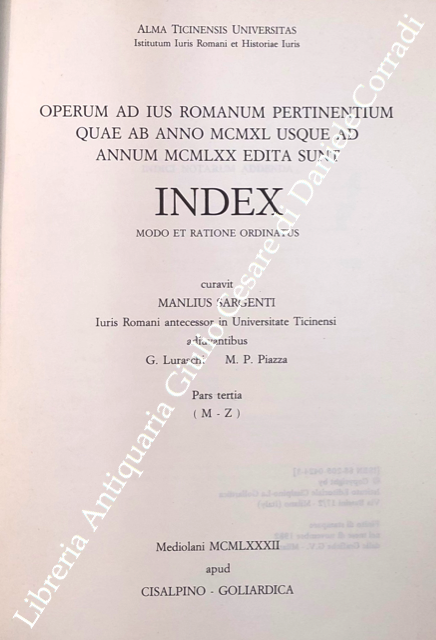 ALMA TICINENSIS UNIVERSITAS
Istitutum Iuris Romani et Historiae Iuris
OPERUM AD IUS ROMANUM PERTINENTIUM
QUAE AB ANNO MCMXL USQUE AD
ANNUM MCMLXX EDITA SUNT
INDEX
MODO ET RATIONE ORDINATUS
curavit
MANLIUS SARGENTI
Iuris Romani antecessor in Universitate Ticinensi
adiuvantibus
G. Luraschi M. P. Piazza
Pars tertia
( M - Z )
Mediolani MCMLXXXII
apud
CISALPINO - GOLIARDICA
Libreria Antiquaria Giulio Cesare di Daniele Corradi